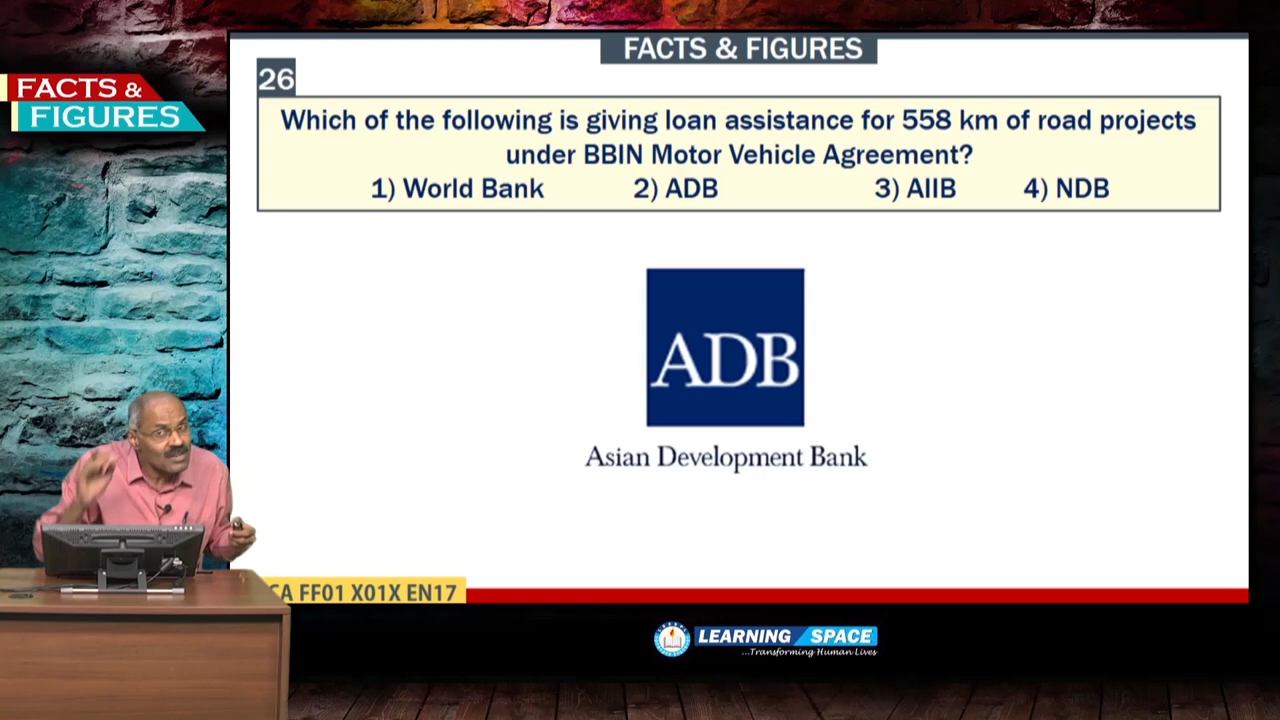 FACTS & FIGURES
FACTS &
FIGURES
26
Which of the following is giving loan assistance for 558 km of road projects
under BBIN Motor Vehicle Agreement?
1) World Bank 2) ADB 3) AIIB 4) NDB
ADB
Asian Development Bank
CA FF01 X01X EN17
LEARNING SPACE
...Transforming Human Lives